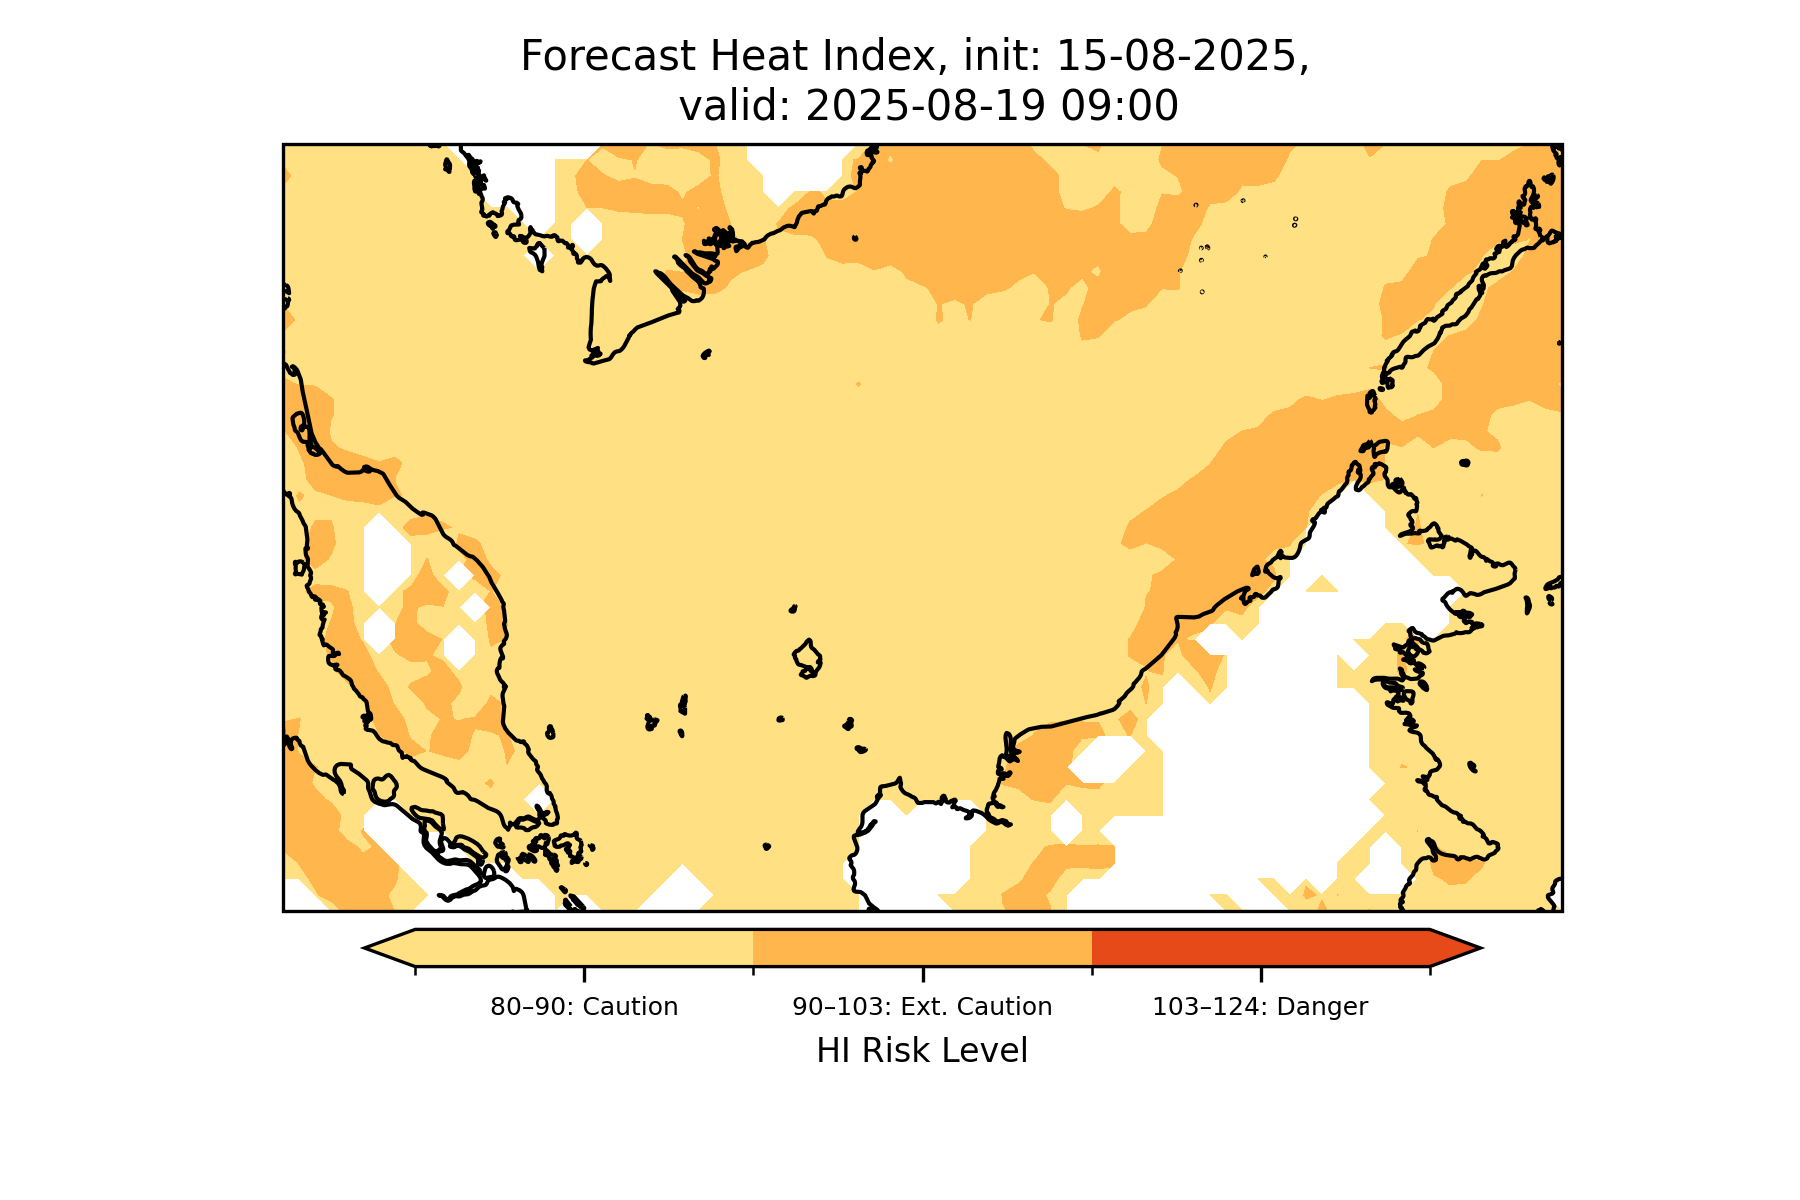 Forecast Heat Index, init: 15-08-2025,
valid: 2025-08-19 09:00
80–90: Caution
90–103: Ext. Caution
103–124: Danger
HI Risk Level